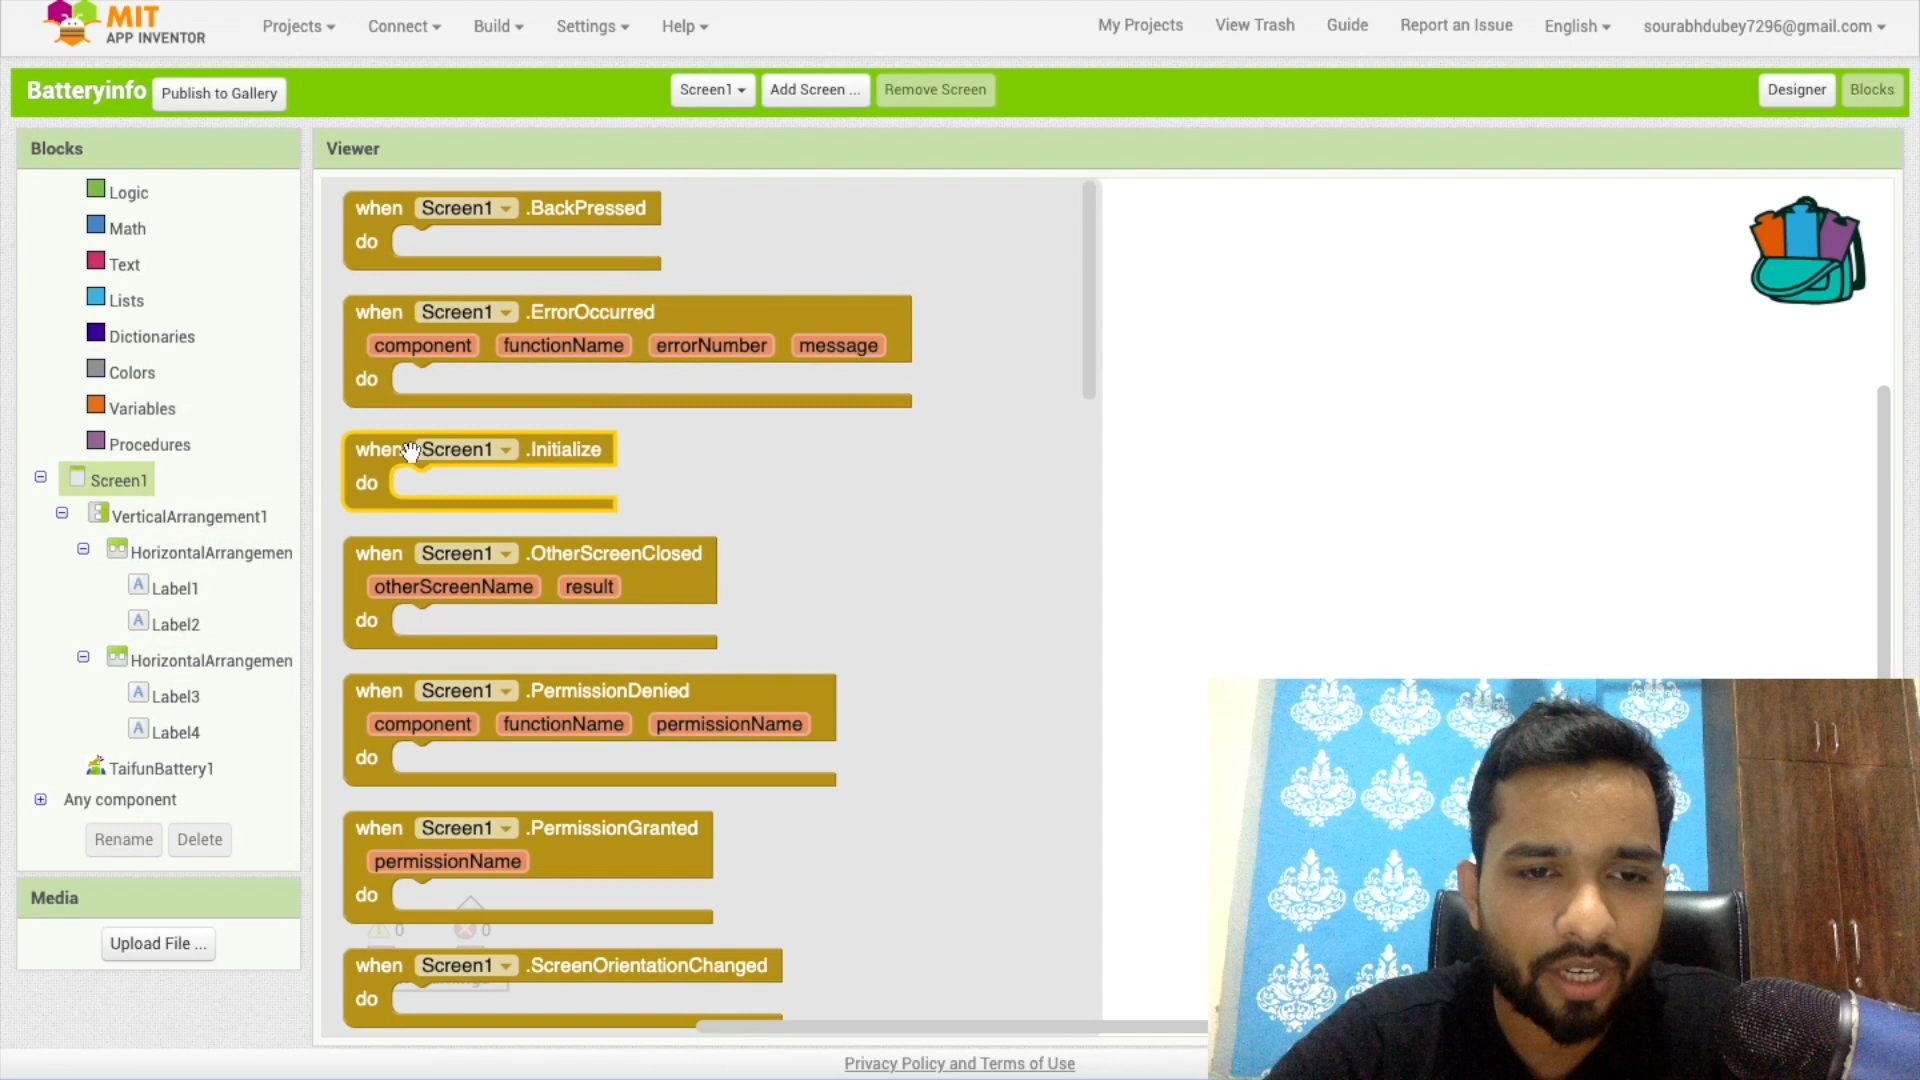 MIT
APP INVENTOR
Projects
Connect
Build
Settings
Help
My Projects
View Trash
Guide
Report an Issue
English
sourabhdubey7296@gmail.com
Batteryinfo
Publish to Gallery
Screen1
Add Screen ...
Remove Screen
Designer
Blocks
Blocks
Logic
Math
Text
Lists
Dictionaries
Colors
Variables
Procedures
Screen1
VerticalArrangement1
HorizontalArrangemen
Label1
Label2
HorizontalArrangemen
Label3
Label4
TaifunBattery1
Any component
Rename
Delete
Media
Upload File ...
Viewer
when Screen1 .BackPressed
do
when Screen1 .ErrorOccurred
component functionName errorNumber message
do
when Screen1 .Initialize
do
when Screen1 .OtherScreenClosed
otherScreenName result
do
when Screen1 .PermissionDenied
component functionName permissionName
do
when Screen1 .PermissionGranted
permissionName
do
0 0
when Screen1 .ScreenOrientationChanged
do
Privacy Policy and Terms of Use